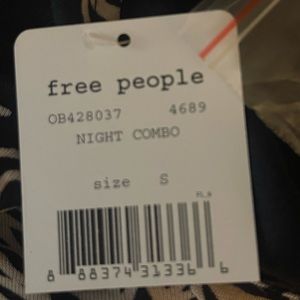 free people
OB428037 4689
NIGHT COMBO
size S
8 88374 31336 6